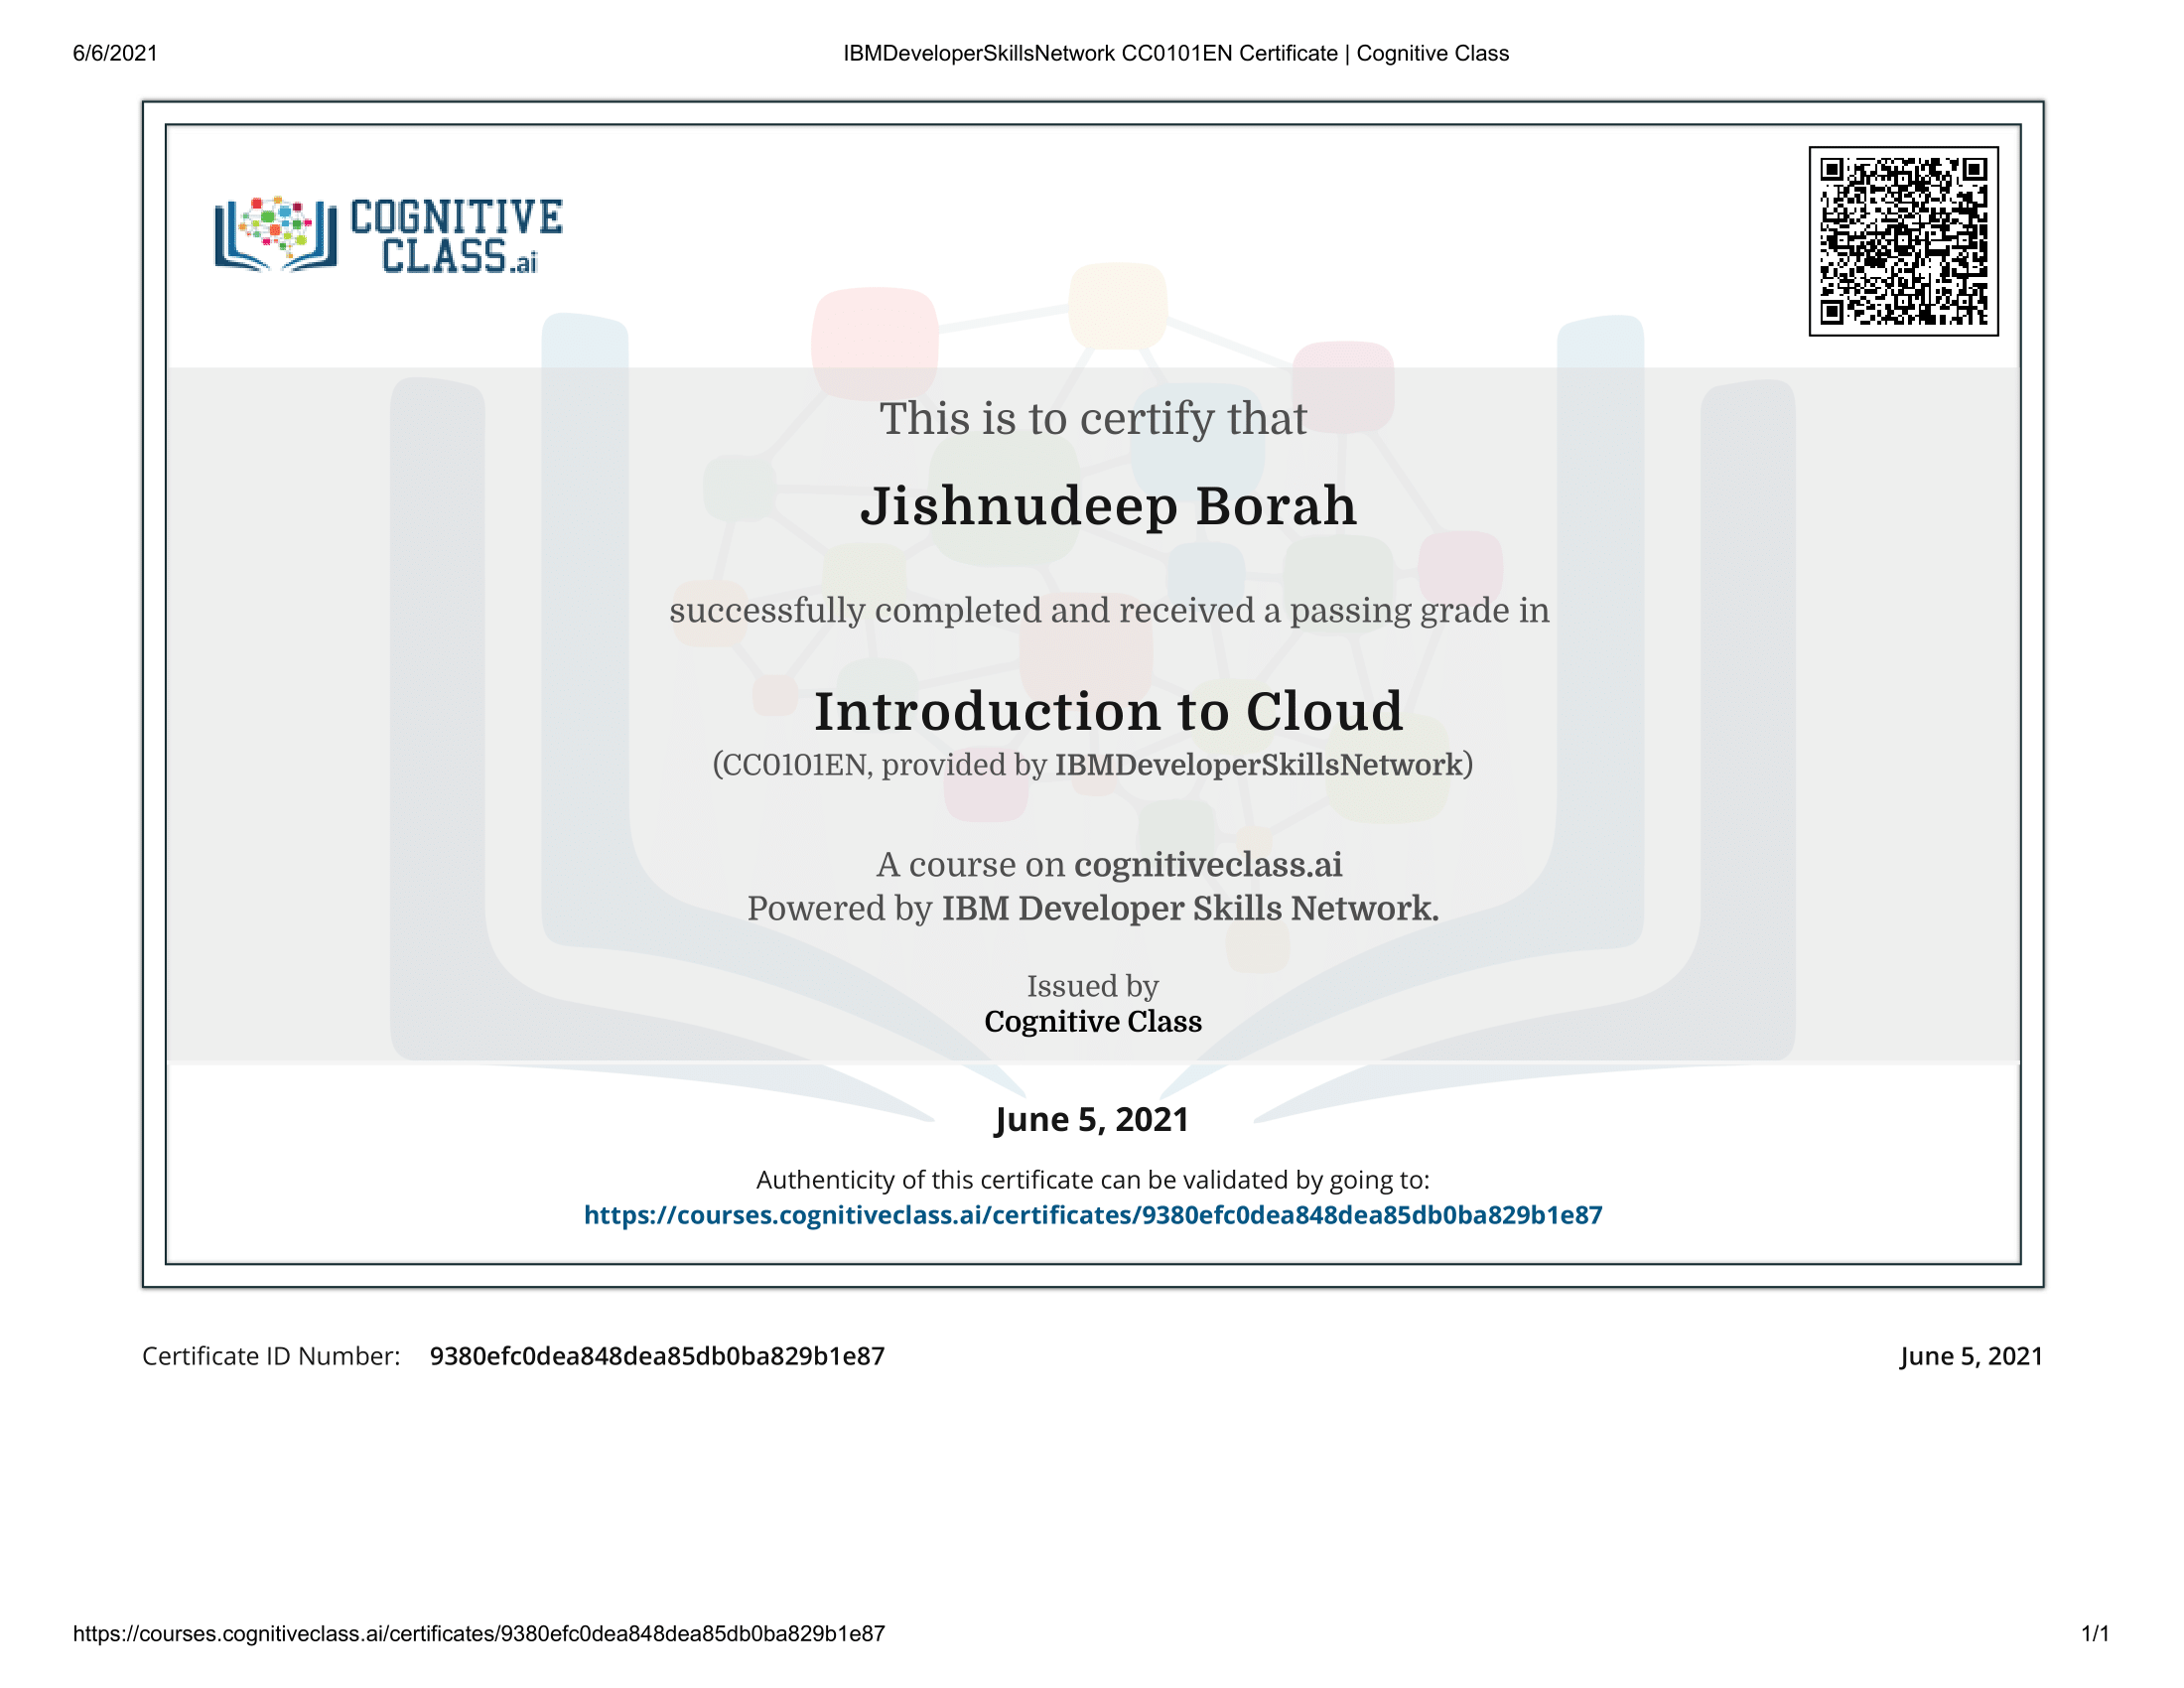 6/6/2021
IBMDeveloperSkillsNetwork CC0101EN Certificate | Cognitive Class
COGNITIVE
CLASS.ai
This is to certify that
Jishnudeep Borah
successfully completed and received a passing grade in
Introduction to Cloud
(CC0101EN, provided by IBMDeveloperSkillsNetwork)
A course on cognitiveclass.ai
Powered by IBM Developer Skills Network.
Issued by
Cognitive Class
June 5, 2021
Authenticity of this certificate can be validated by going to:
https://courses.cognitiveclass.ai/certificates/9380efc0dea848dea85db0ba829b1e87
Certificate ID Number: 9380efc0dea848dea85db0ba829b1e87
June 5, 2021
https://courses.cognitiveclass.ai/certificates/9380efc0dea848dea85db0ba829b1e87
1/1